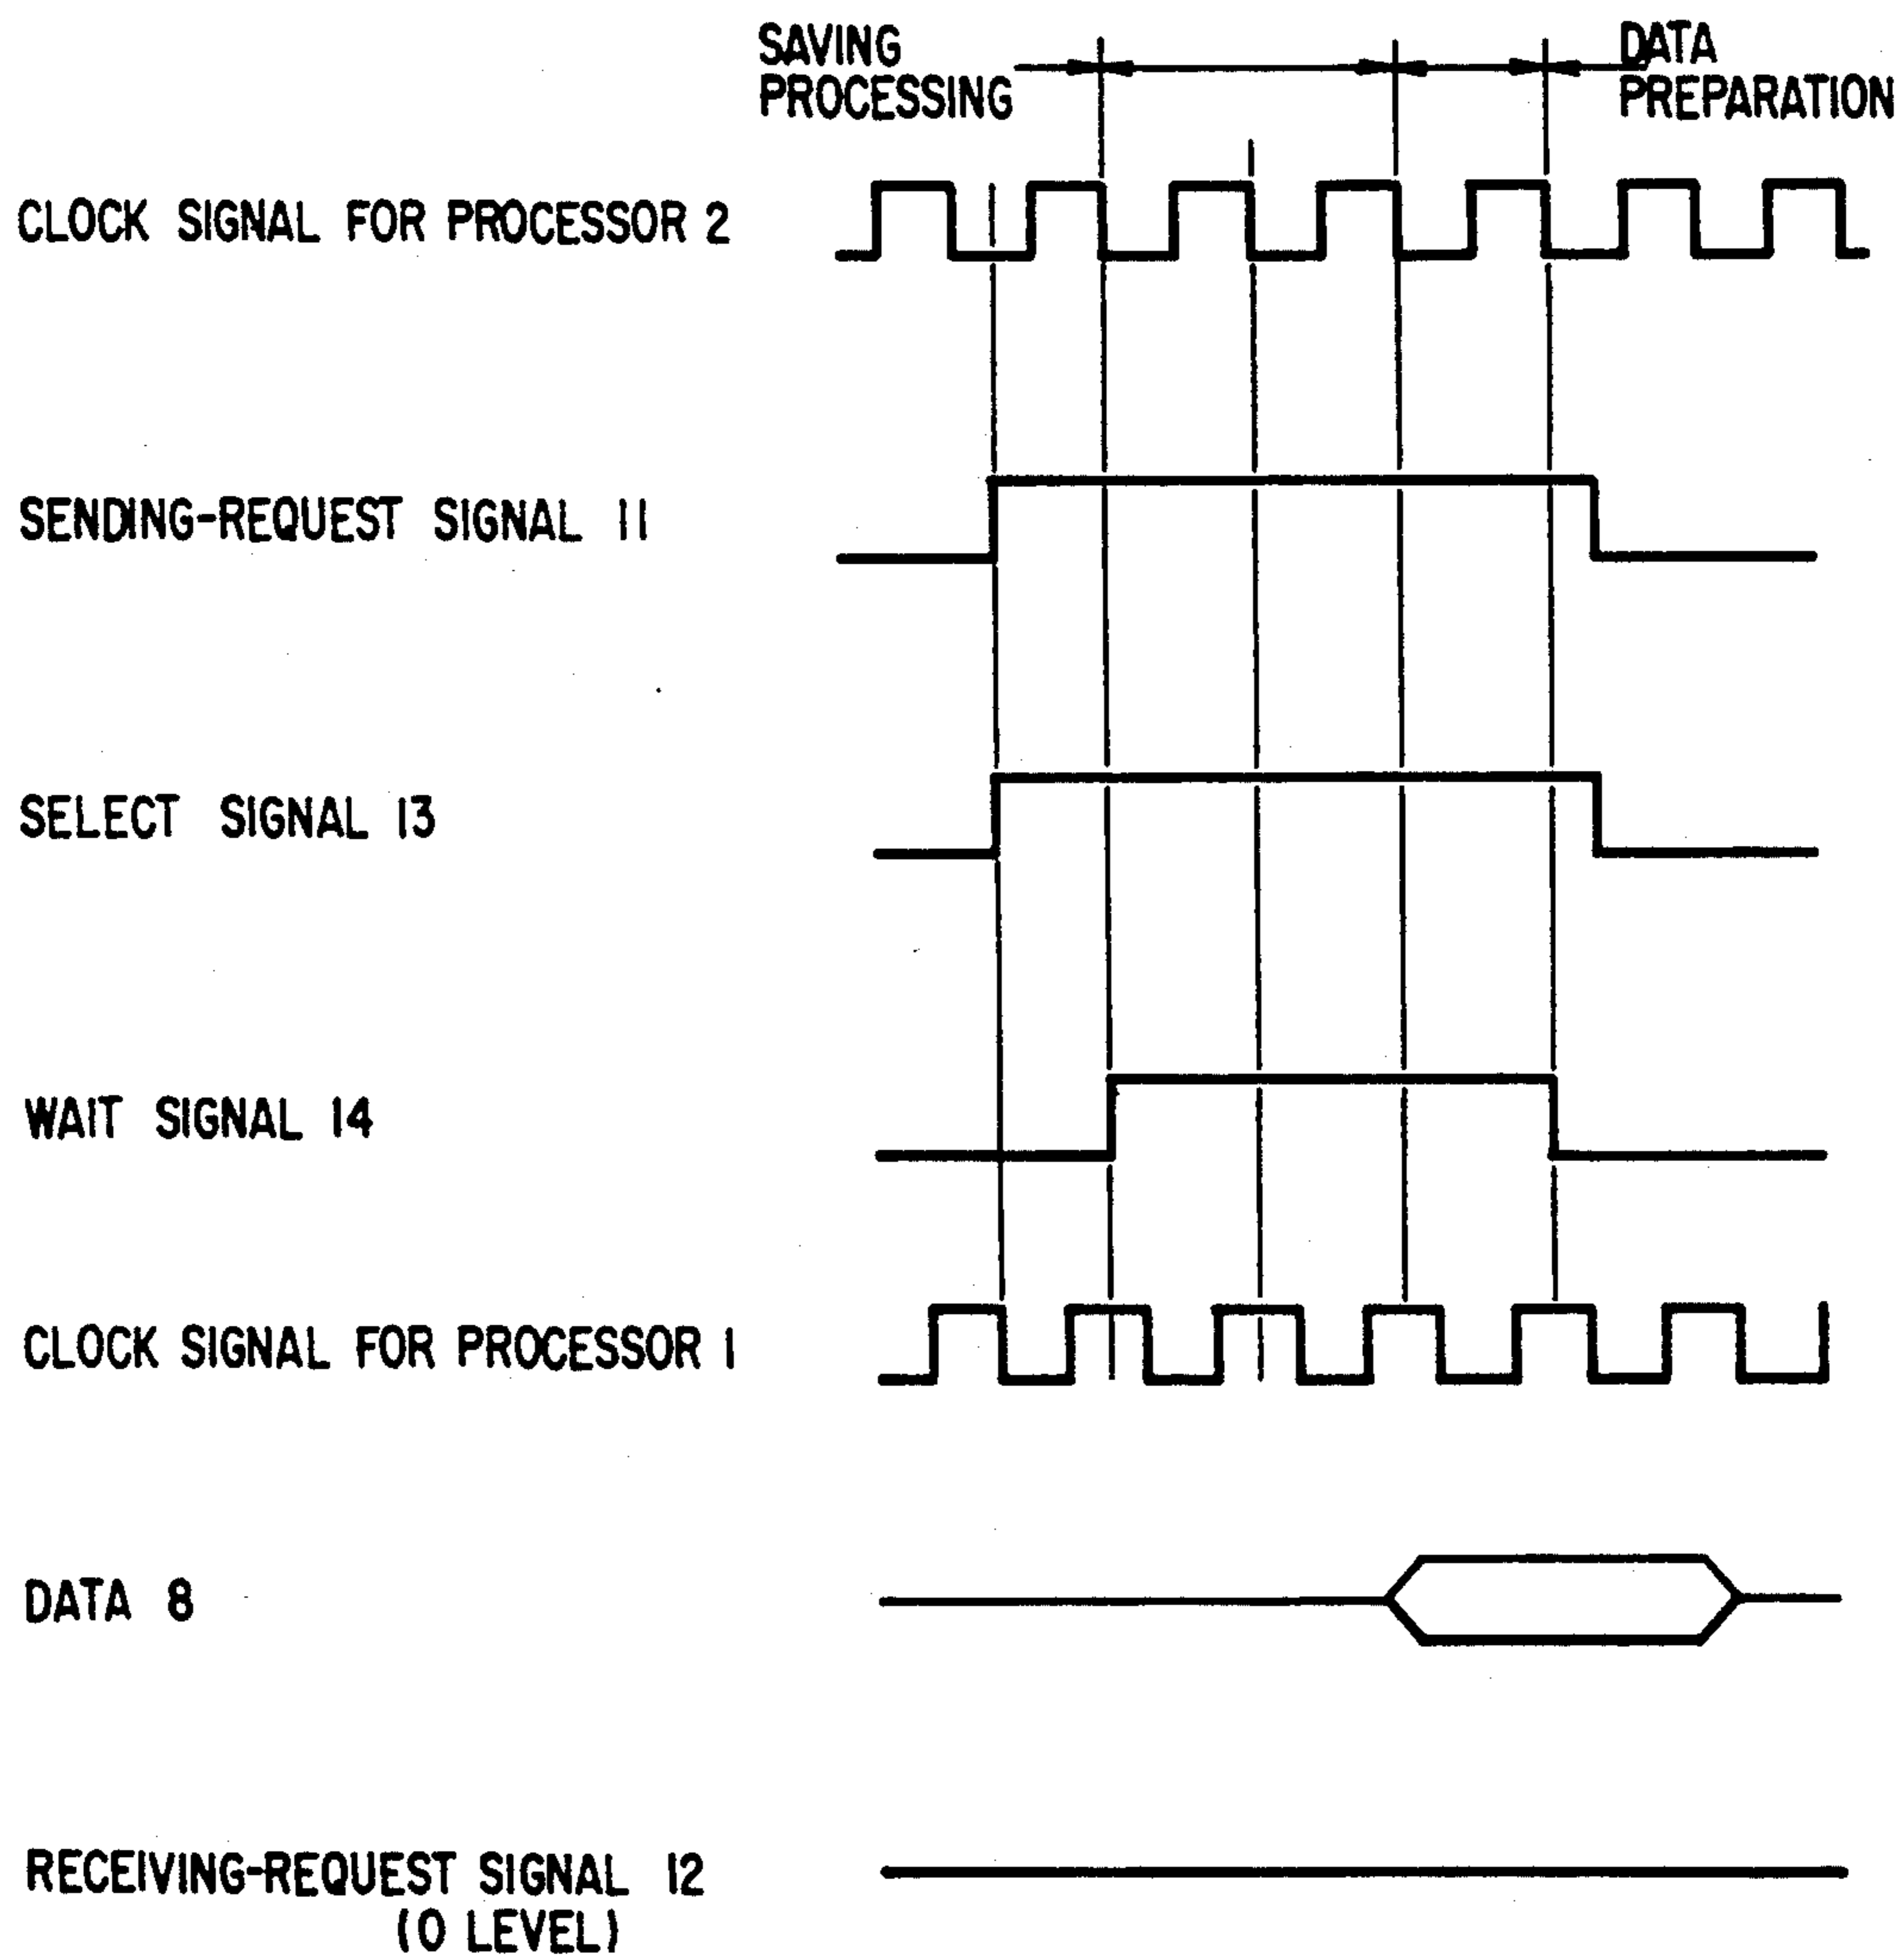 SAVING
PROCESSING
DATA
PREPARATION
CLOCK SIGNAL FOR PROCESSOR 2
SENDING-REQUEST SIGNAL 11
SELECT SIGNAL 13
WAIT SIGNAL 14
CLOCK SIGNAL FOR PROCESSOR 1
DATA 8
RECEIVING-REQUEST SIGNAL 12
(0 LEVEL)